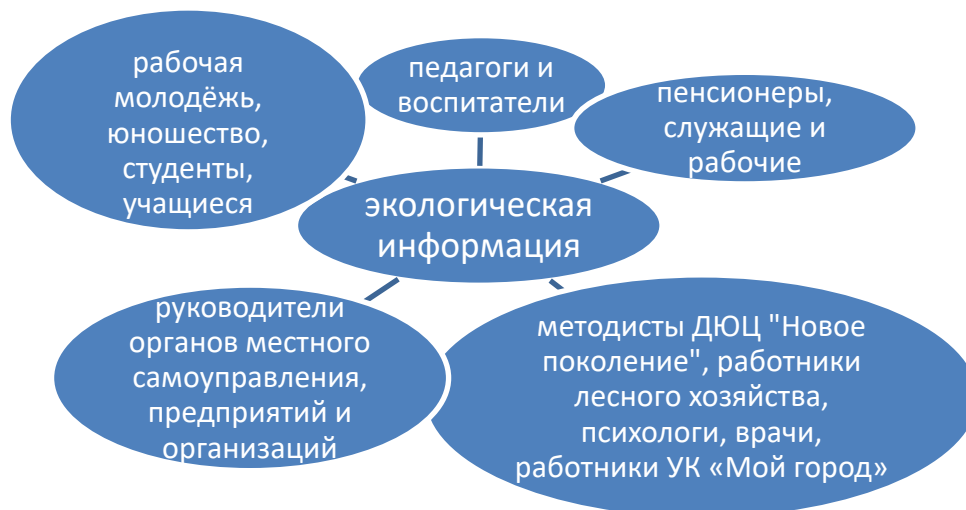 рабочая
молодёжь,
юношество,
студенты,
учащиеся
педагоги и
воспитатели
пенсионеры,
служащие и
рабочие
экологическая
информация
руководители
органов местного
самоуправления,
предприятий и
организаций
методисты ДЮЦ "Новое
поколение", работники
лесного хозяйства,
психологи, врачи,
работники УК «Мой город»